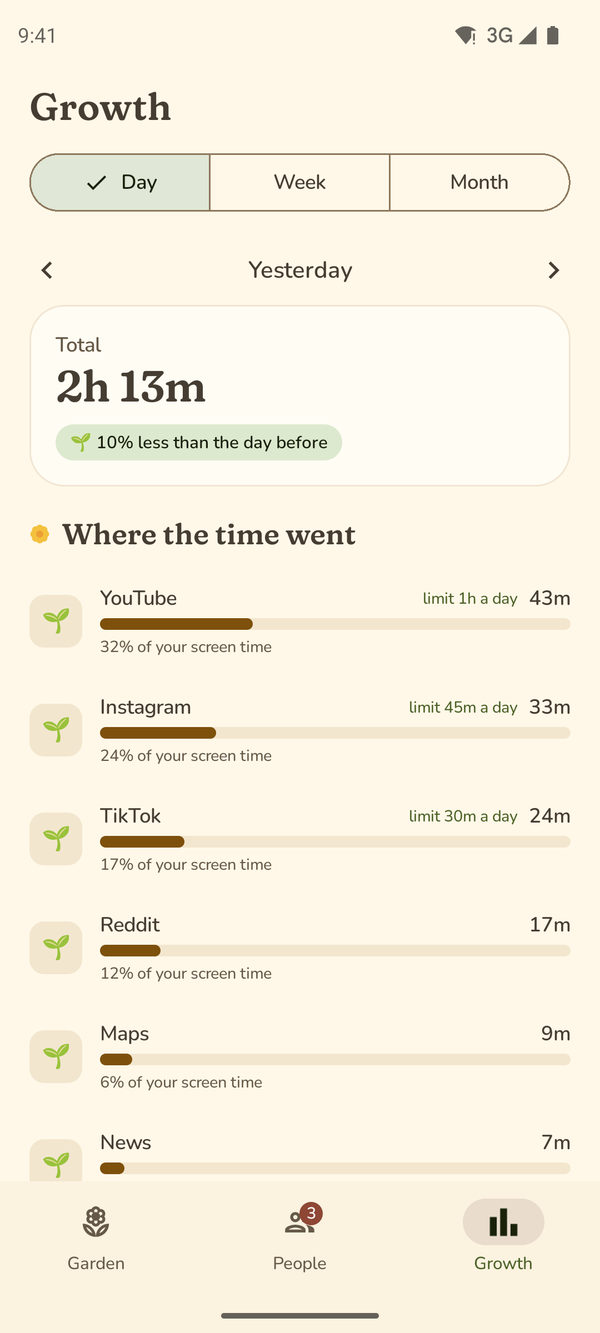 9:41
3G
Growth
Day
Week
Month
Yesterday
Total
2h 13m
10% less than the day before
Where the time went
YouTube limit 1h a day 43m
32% of your screen time
Instagram limit 45m a day 33m
24% of your screen time
TikTok limit 30m a day 24m
17% of your screen time
Reddit 17m
12% of your screen time
Maps 9m
6% of your screen time
News 7m
3
Garden
People
Growth